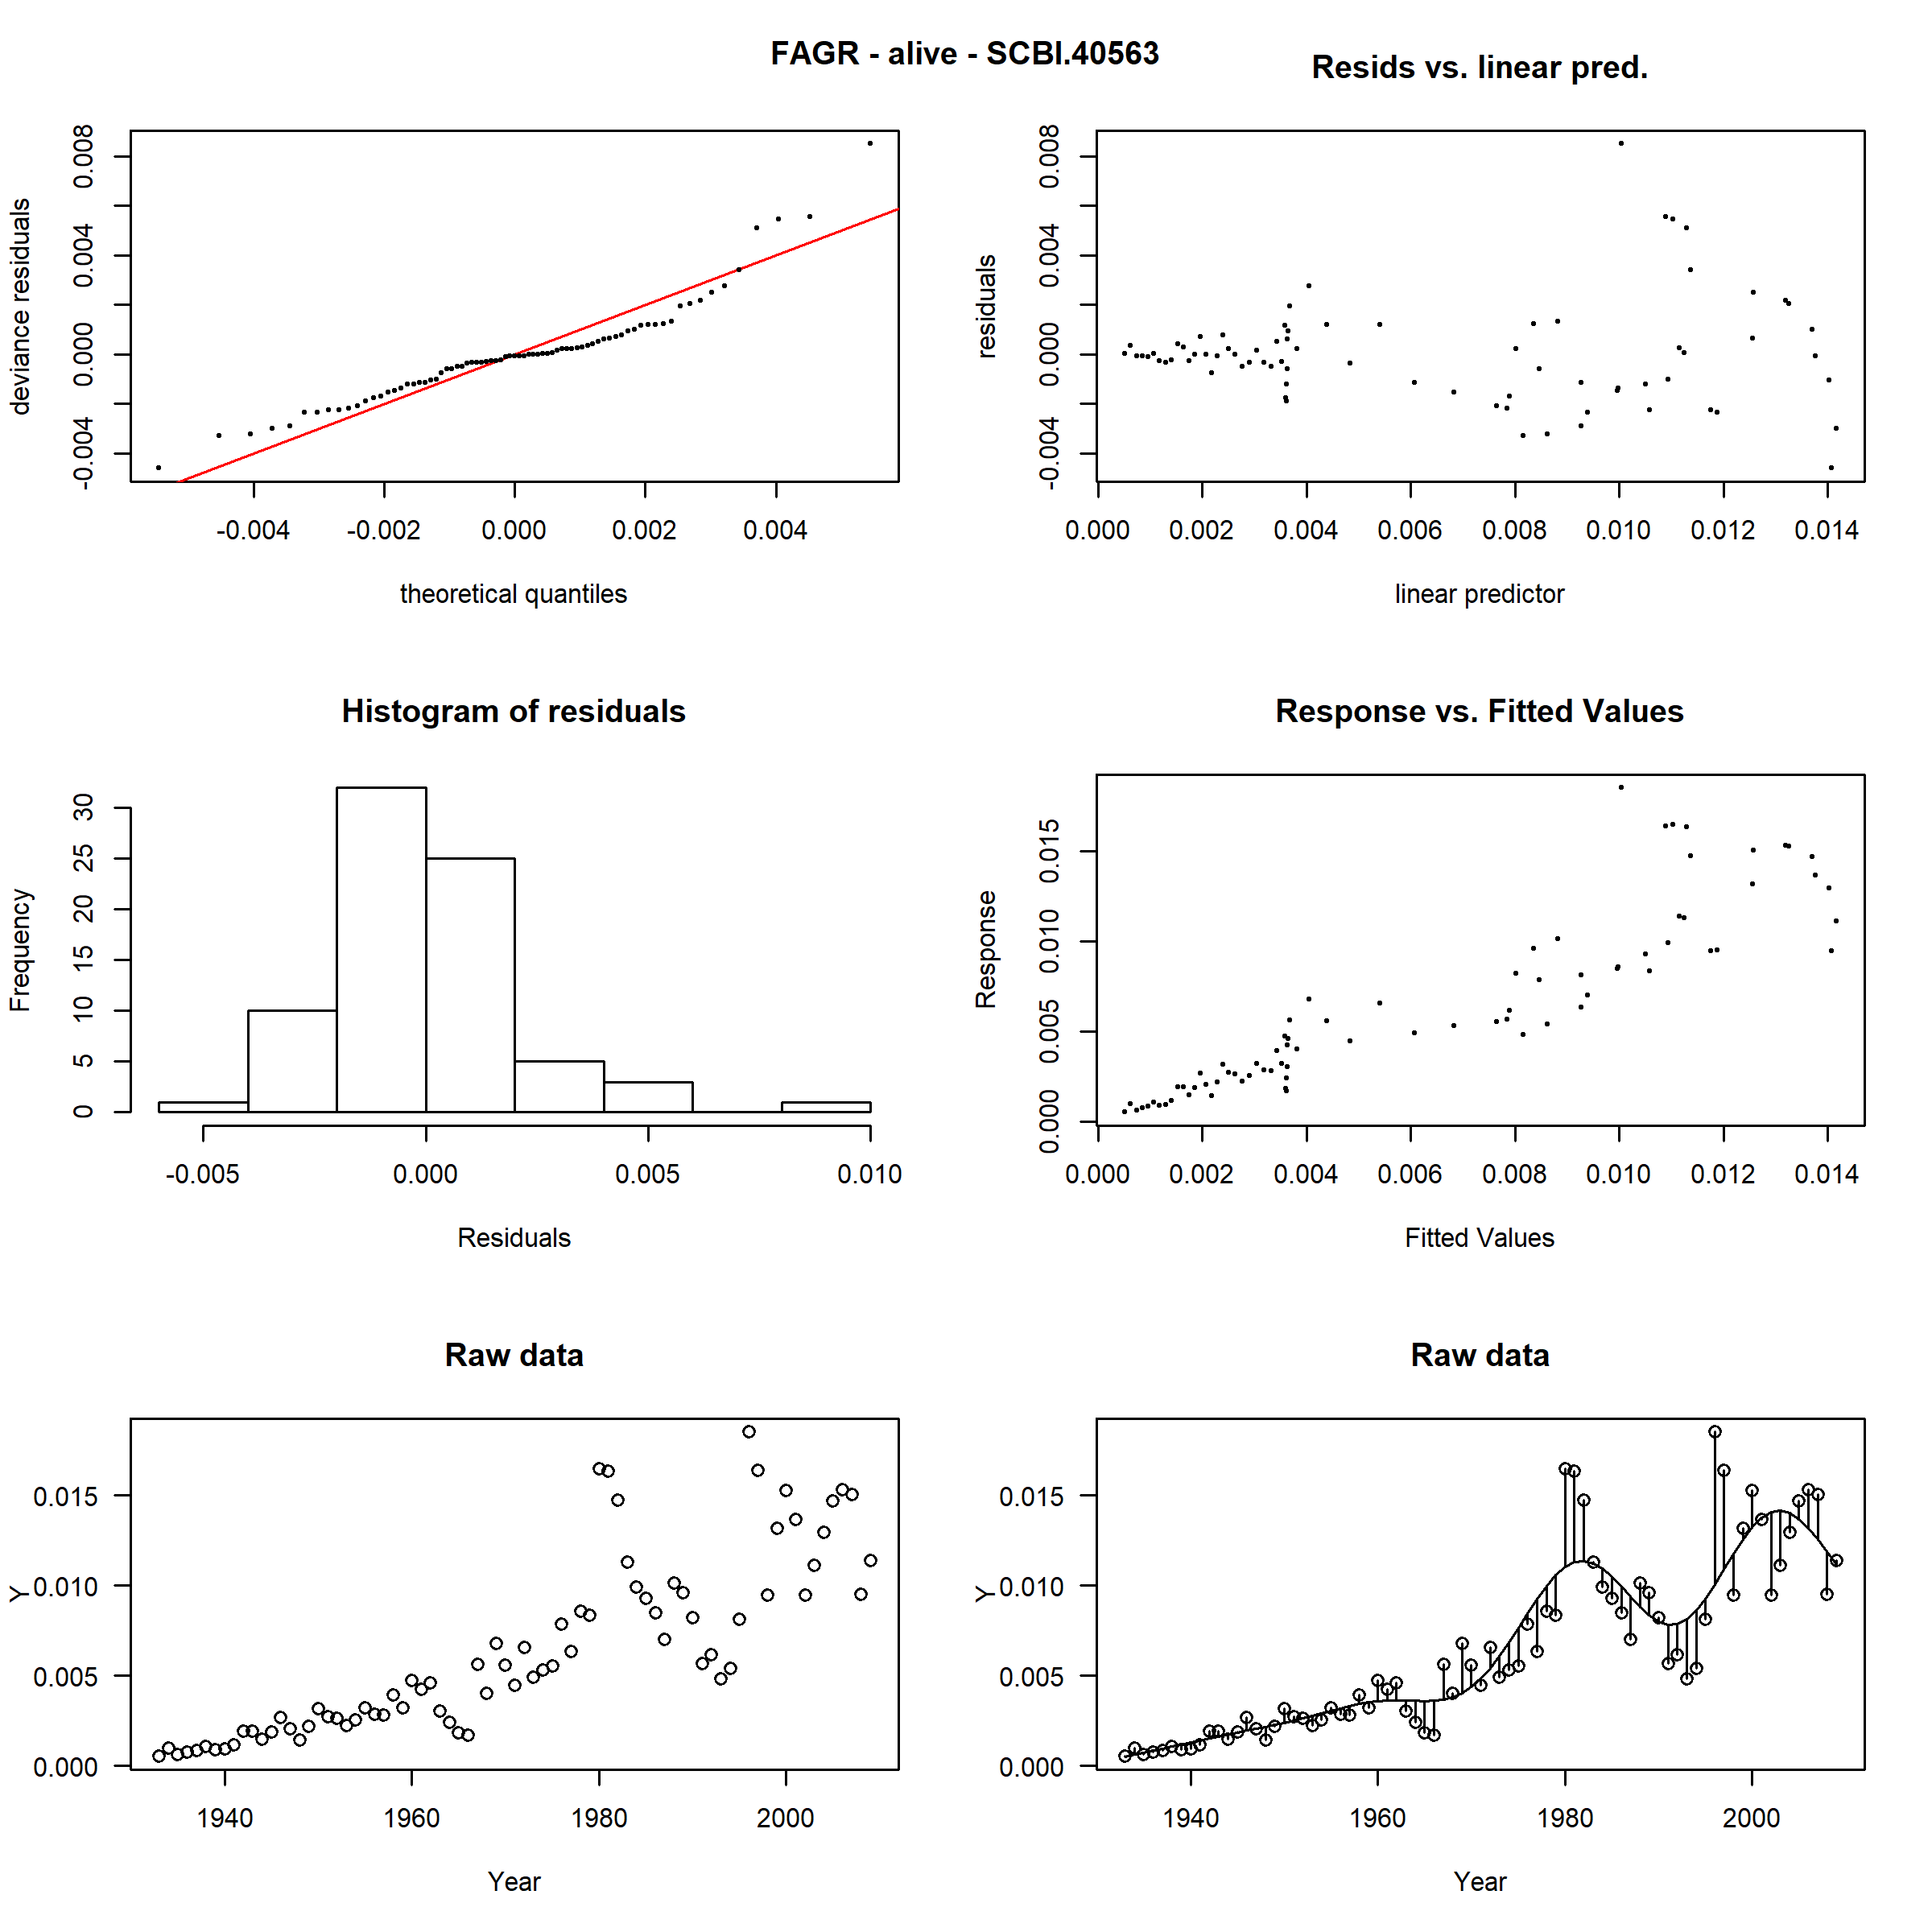 FAGR - alive - SCBI.40563
Resids vs. linear pred.
deviance residuals
-0.004 0.000 0.004 0.008
-0.004 -0.002 0.000 0.002 0.004
theoretical quantiles
residuals
-0.004 0.000 0.004 0.008
0.000 0.002 0.004 0.006 0.008 0.010 0.012 0.014
linear predictor
Histogram of residuals
Frequency
0 5 10 15 20 25 30
-0.005 0.000 0.005 0.010
Residuals
Response vs. Fitted Values
Response
0.000 0.005 0.010 0.015
0.000 0.002 0.004 0.006 0.008 0.010 0.012 0.014
Fitted Values
Raw data
Y
0.015
0.010
0.005
0.000
1940 1960 1980 2000
Year
Raw data
Y
0.015
0.010
0.005
0.000
1940 1960 1980 2000
Year